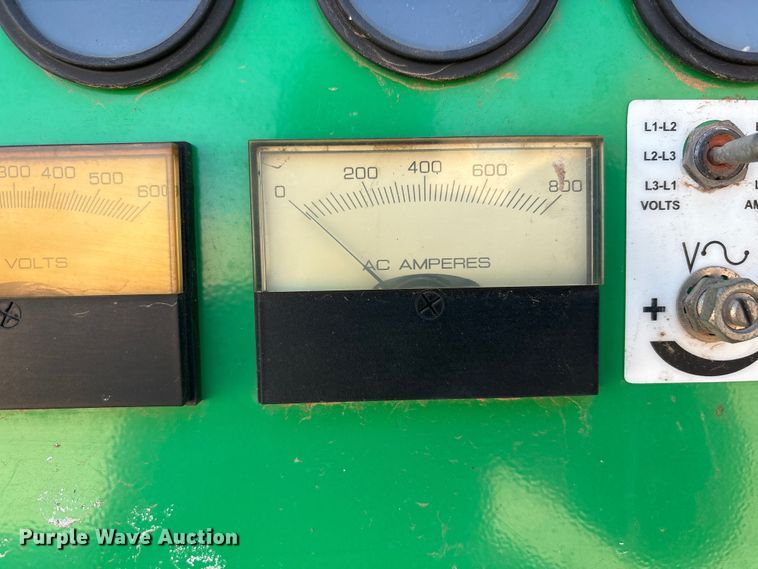 300 400 500 600
VOLTS
0 200 400 600 800
AC AMPERES
L1-L2
L2-L3
L3-L1
VOLTS
V
+
Purple Wave Auction